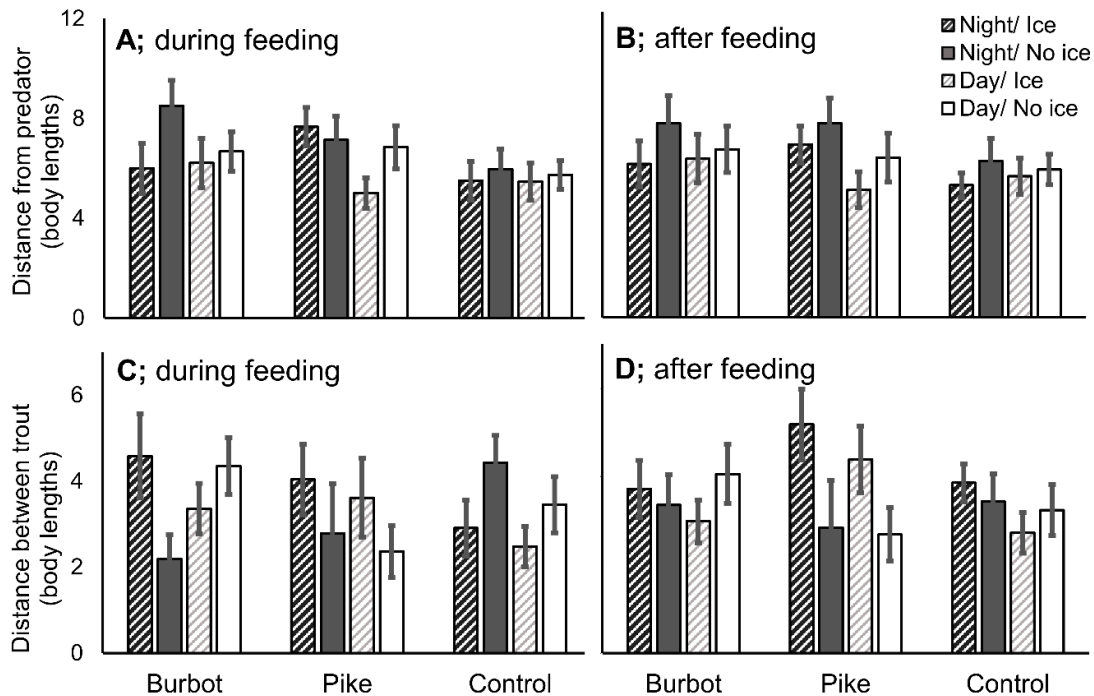 12
8
4
0
Distance from predator
(body lengths)
A; during feeding
B; after feeding
Night/ Ice
Night/ No ice
Day/ Ice
Day/ No ice
6
4
2
0
Distance between trout
(body lengths)
C; during feeding
D; after feeding
Burbot Pike Control Burbot Pike Control